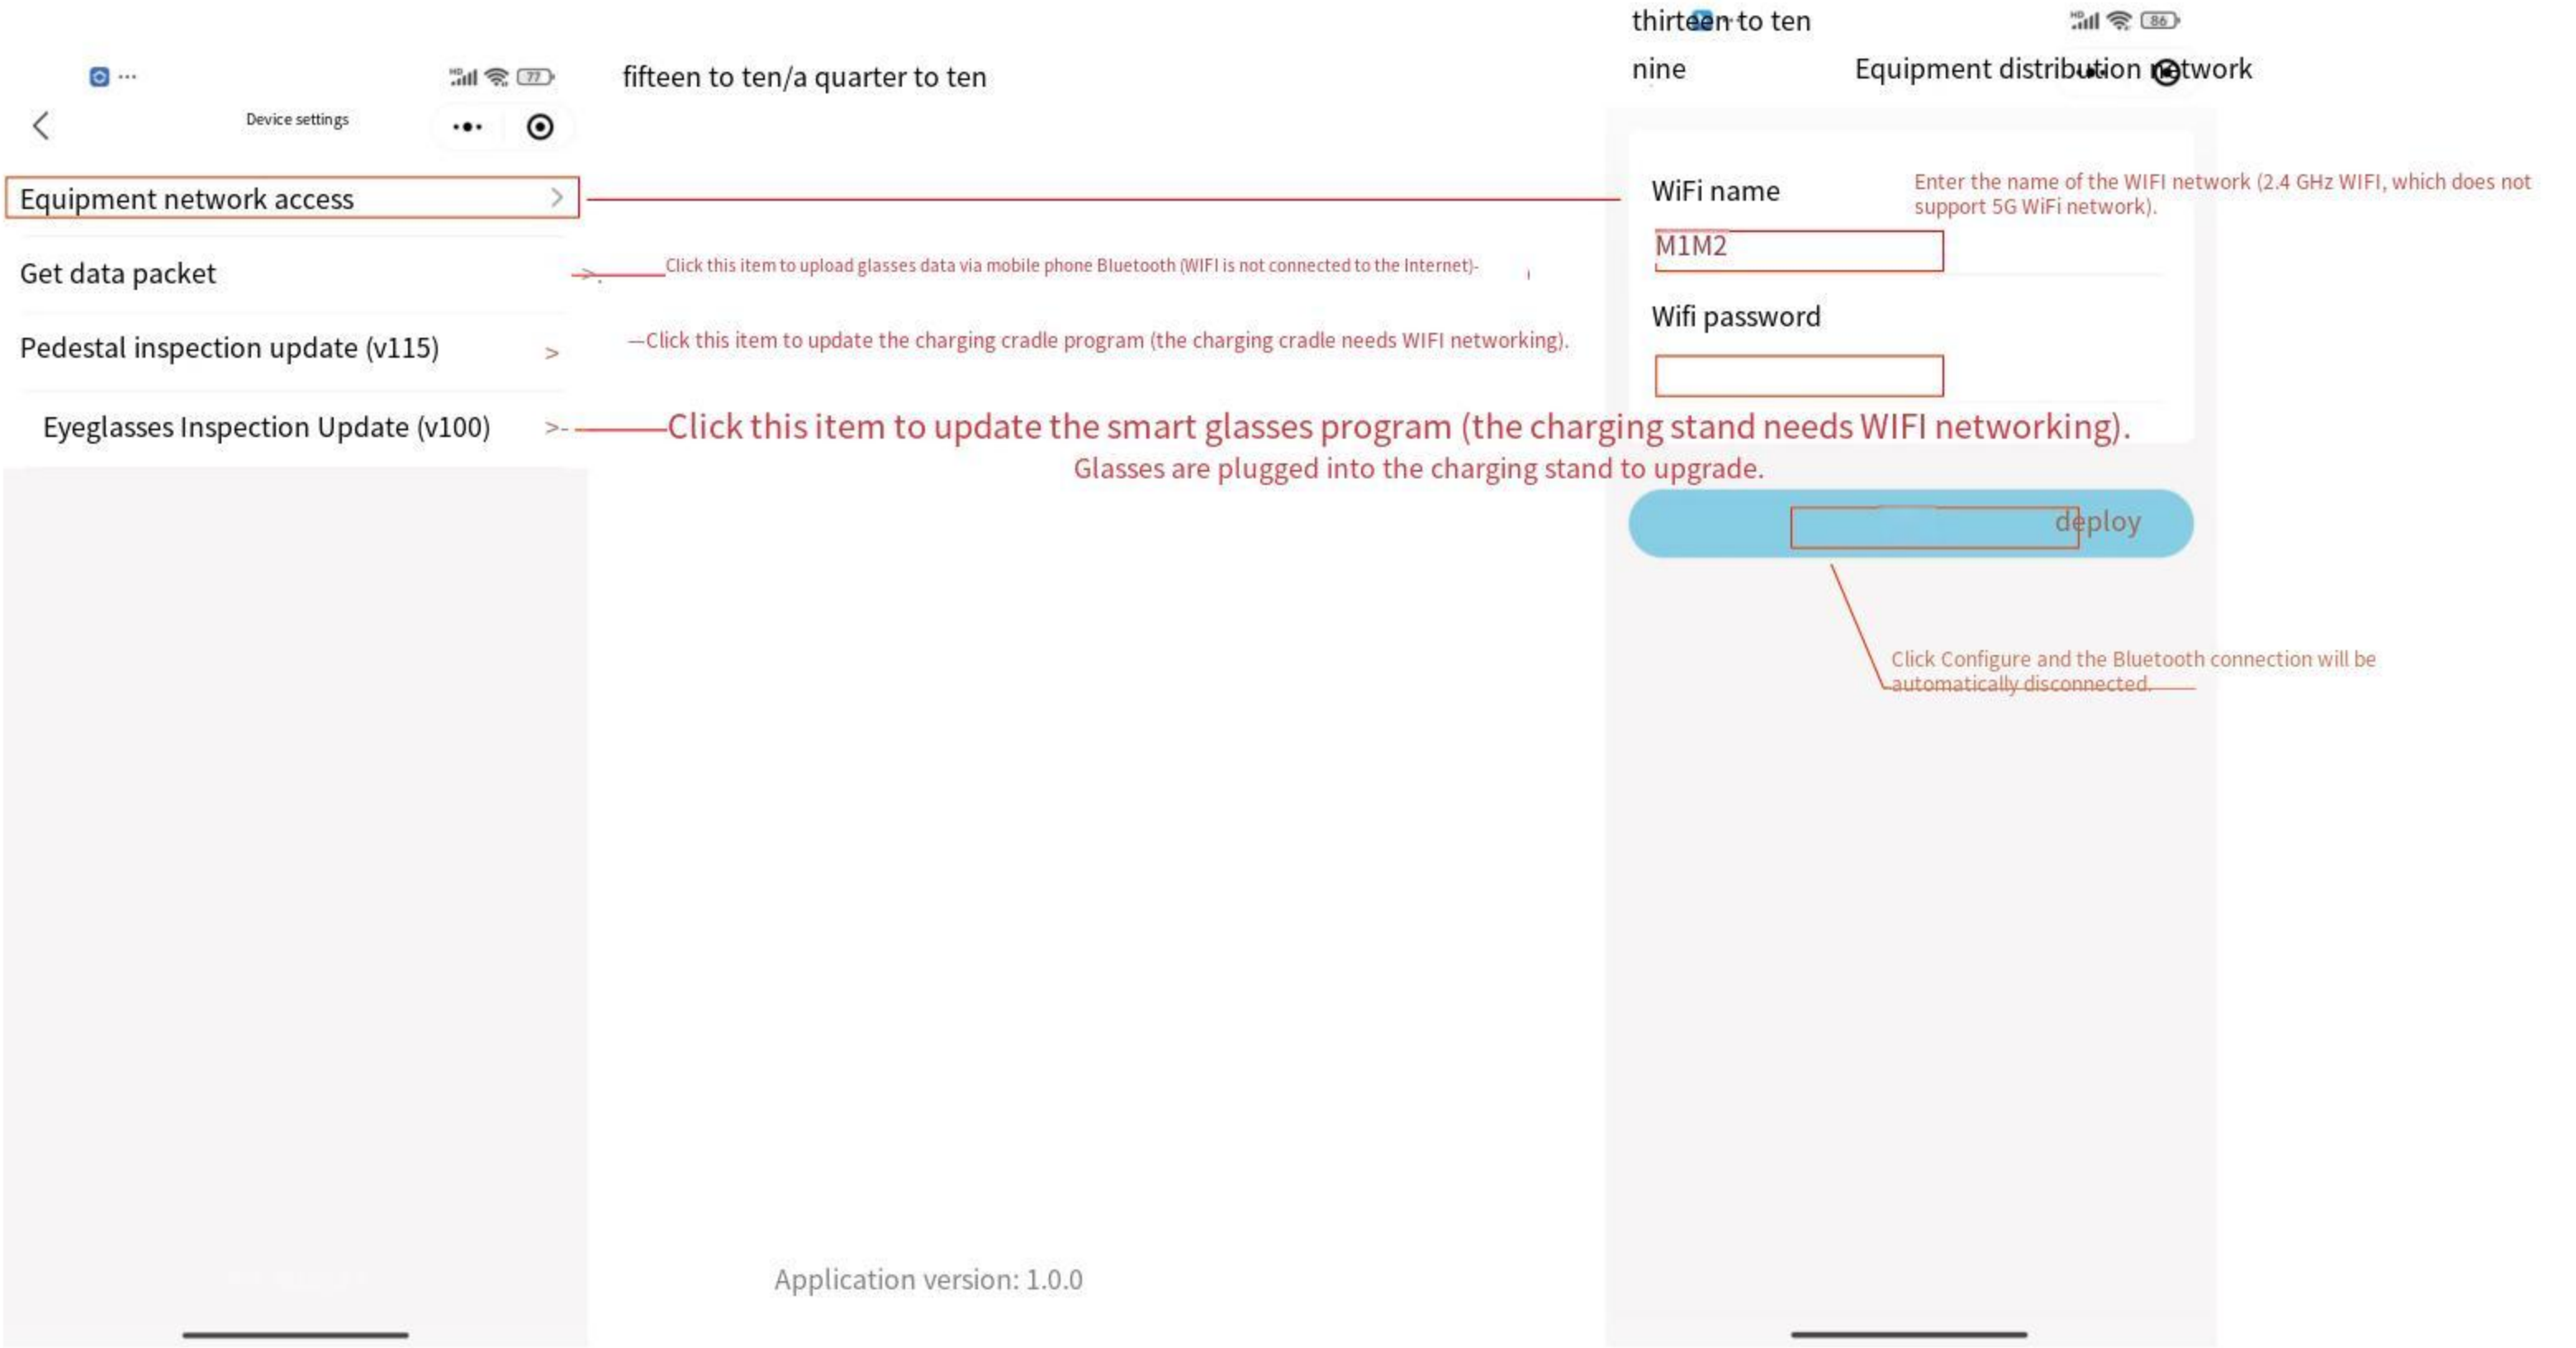 thirteen to ten
HD 86
HD 77
fifteen to ten/a quarter to ten
nine
Equipment distribution network
Device settings
Equipment network access
WiFi name
Enter the name of the WIFI network (2.4 GHz WIFI, which does not
support 5G WiFi network).
M1M2
Get data packet
Click this item to upload glasses data via mobile phone Bluetooth (WIFI is not connected to the Internet)-
Wifi password
Pedestal inspection update (v115) >
—Click this item to update the charging cradle program (the charging cradle needs WIFI networking).
Eyeglasses Inspection Update (v100) >-
Click this item to update the smart glasses program (the charging stand needs WIFI networking).
Glasses are plugged into the charging stand to upgrade.
deploy
Click Configure and the Bluetooth connection will be
automatically disconnected.
Application version: 1.0.0